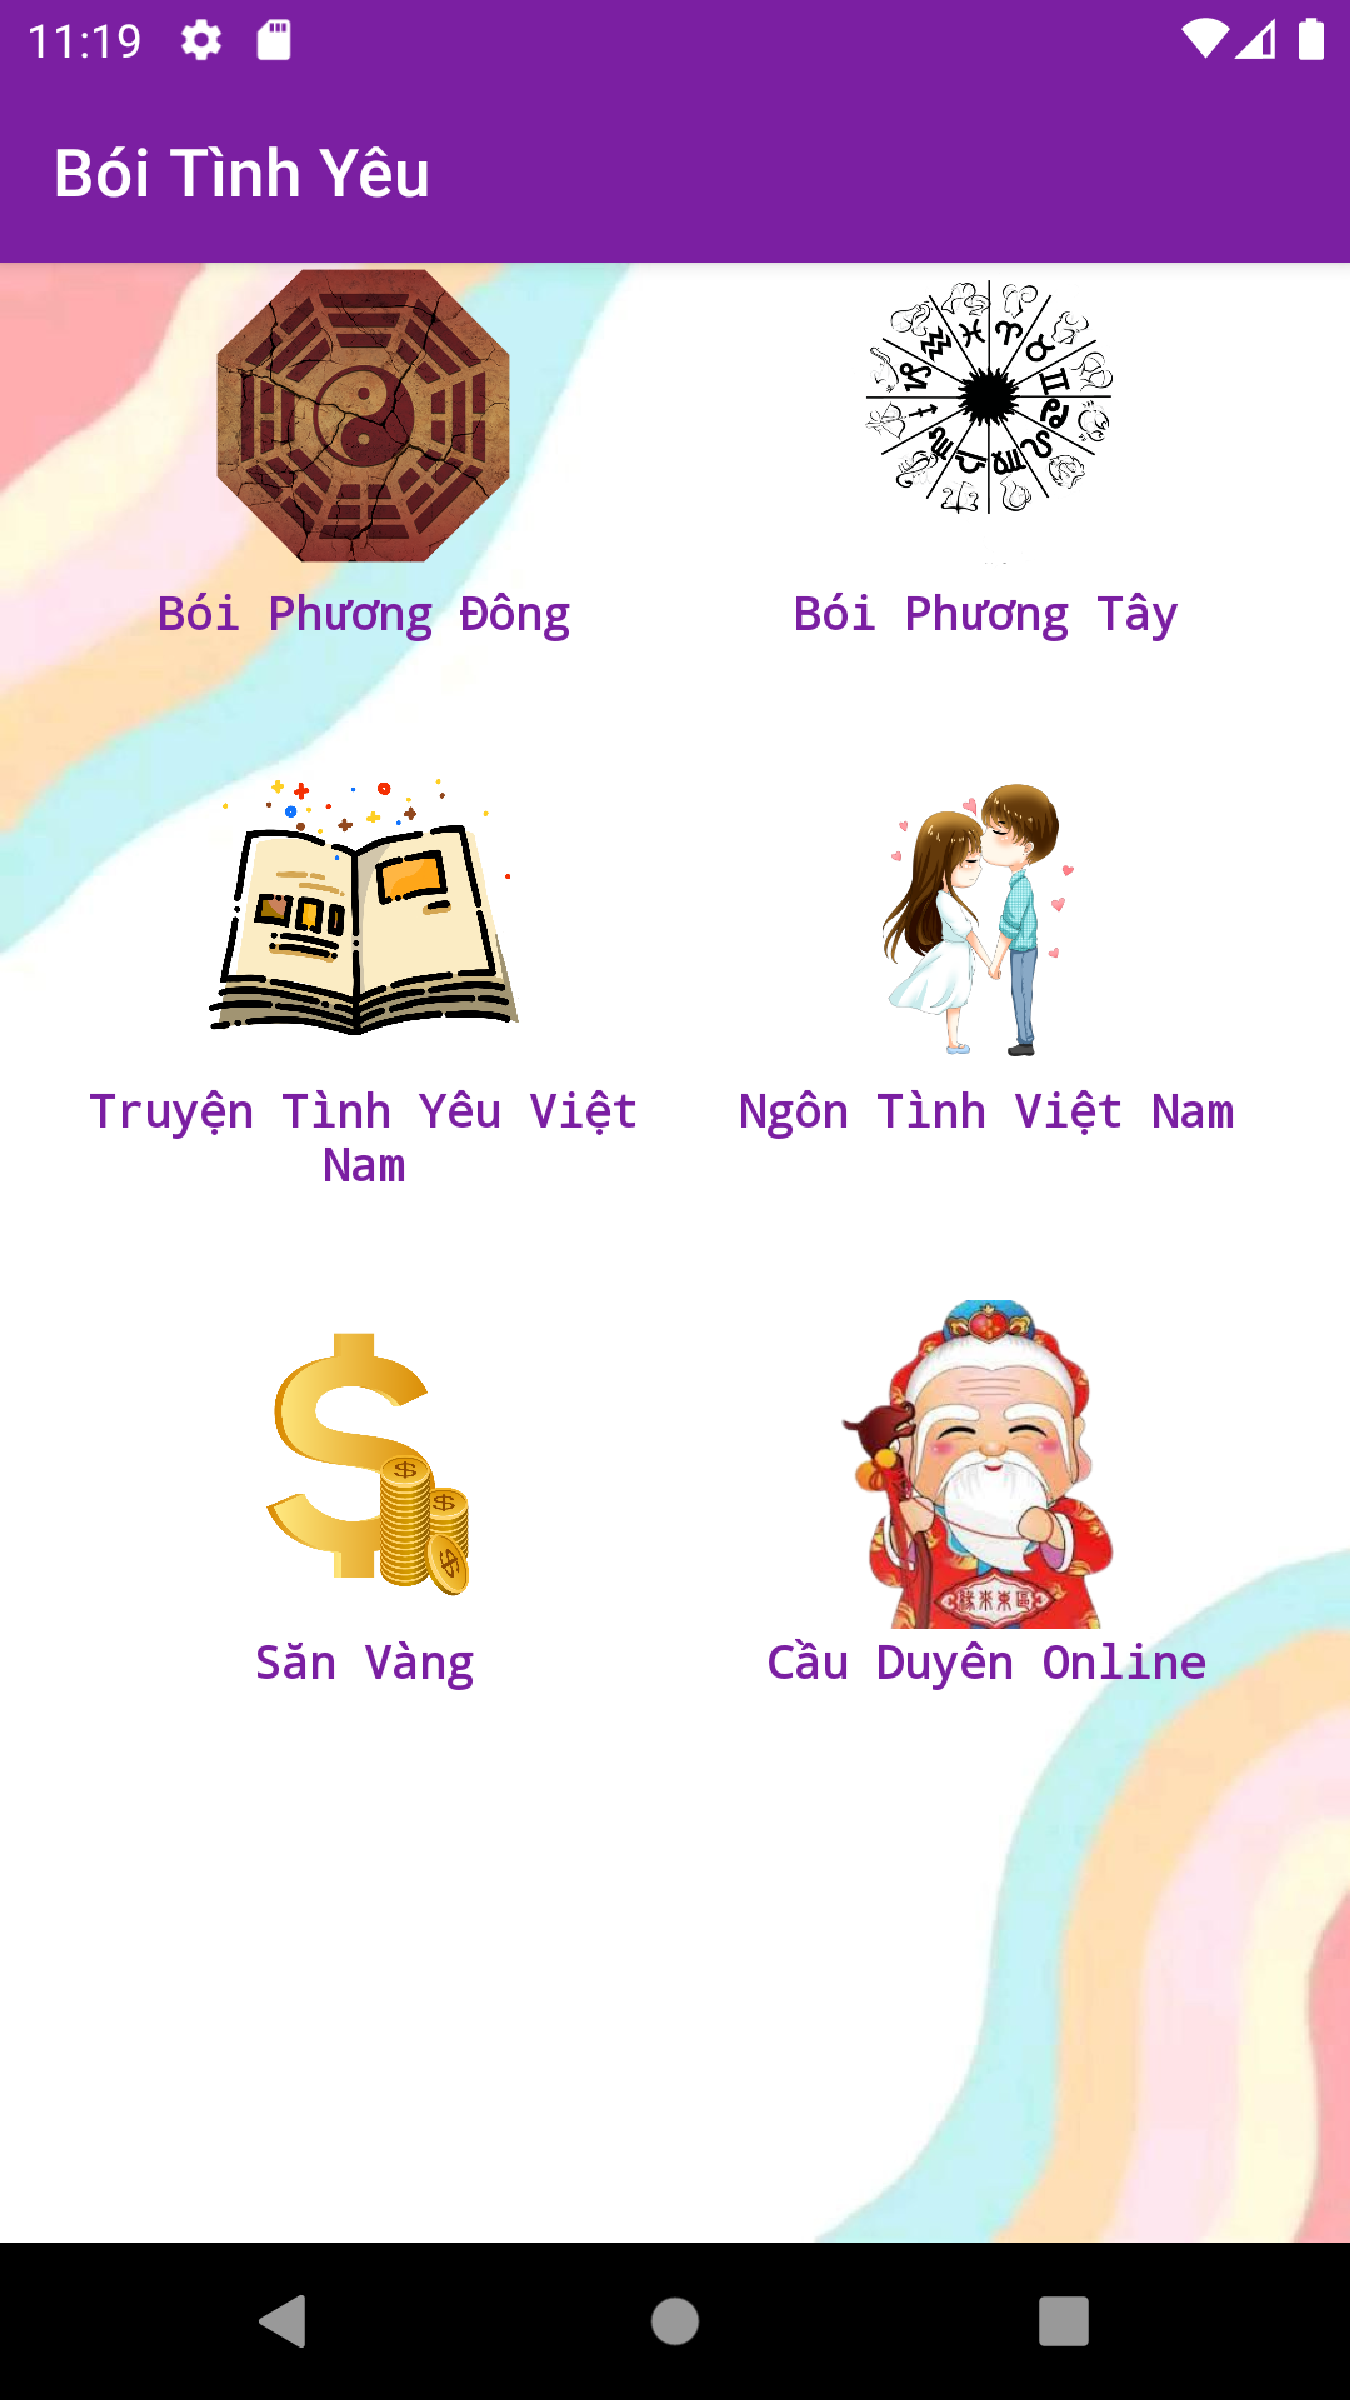 11:19
Bói Tình Yêu
Bói Phương Đông
Bói Phương Tây
Truyện Tình Yêu Việt
Nam
Ngôn Tình Việt Nam
Săn Vàng
Cầu Duyên Online